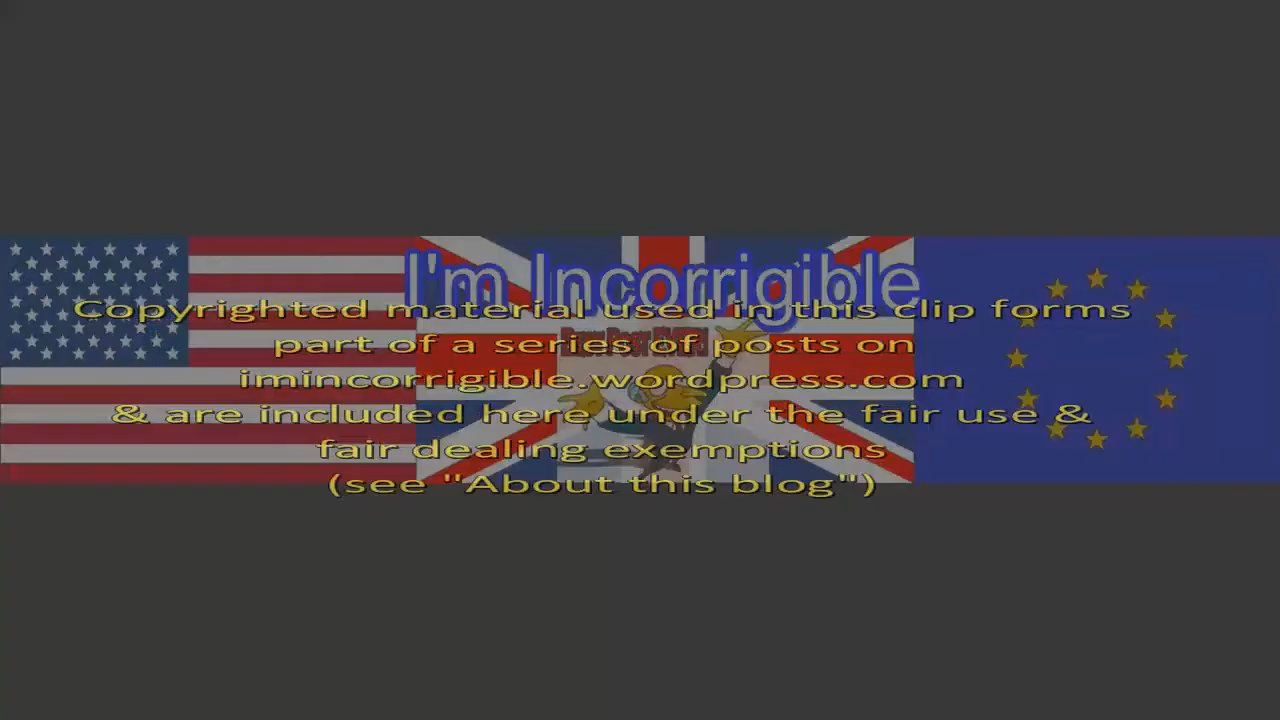 I'm Incorrigible
Copyrighted material used in this clip forms
part of a series of posts on
imincorrigible.wordpress.com
& are included here under the fair use &
fair dealing exemptions
(see "About this blog")